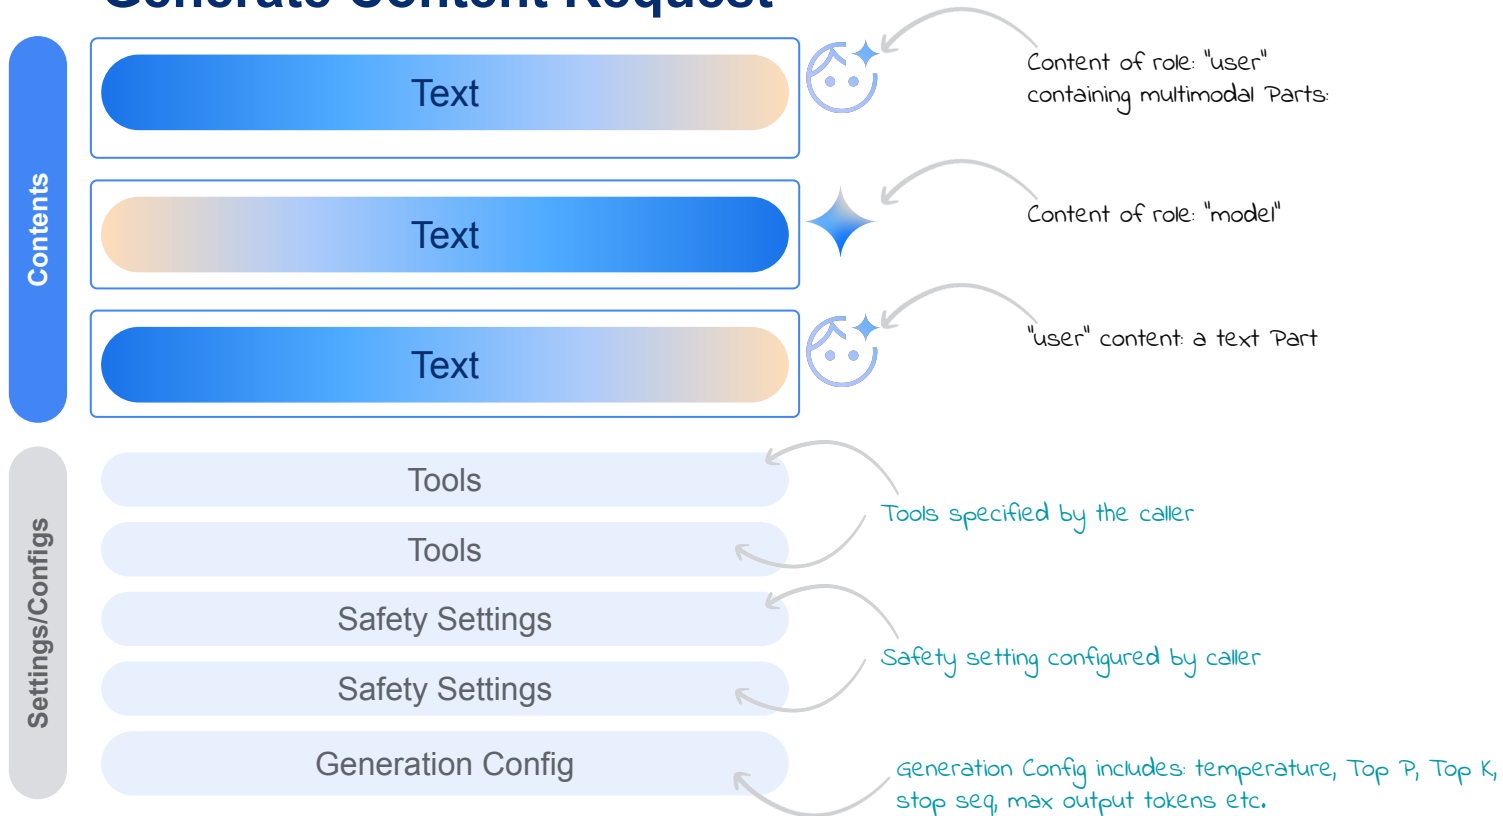 Generate Content Request
Contents
Text
Content of role: "user"
containing multimodal Parts:
Text
Content of role: "model"
Text
"user" content: a text Part
Settings/Configs
Tools
Tools
Tools specified by the caller
Safety Settings
Safety Settings
Safety setting configured by caller
Generation Config
Generation Config includes: temperature, Top P, Top K,
stop seq, max output tokens etc.